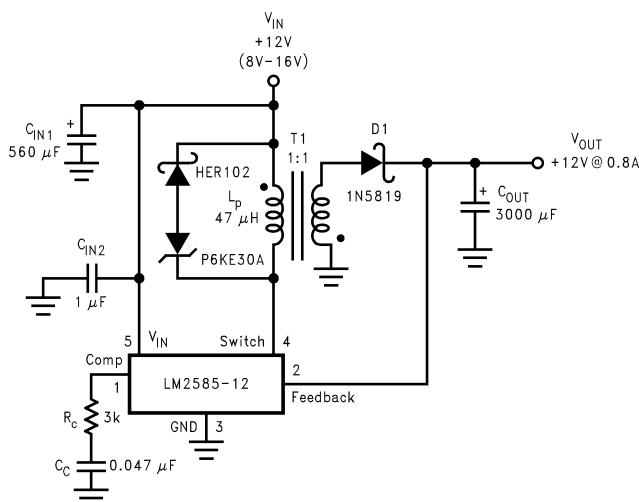 V_IN
+12V
(8V–16V)
C_IN1
+
560 µF
HER102
L_p
47 µH
P6KE30A
T1
1:1
D1
1N5819
V_OUT
+12V@0.8A
+
C_OUT
3000 µF
C_IN2
1 µF
5
V_IN
Switch
4
Comp
1
LM2585-12
2
Feedback
GND
3
R_c
3k
C_C
0.047 µF